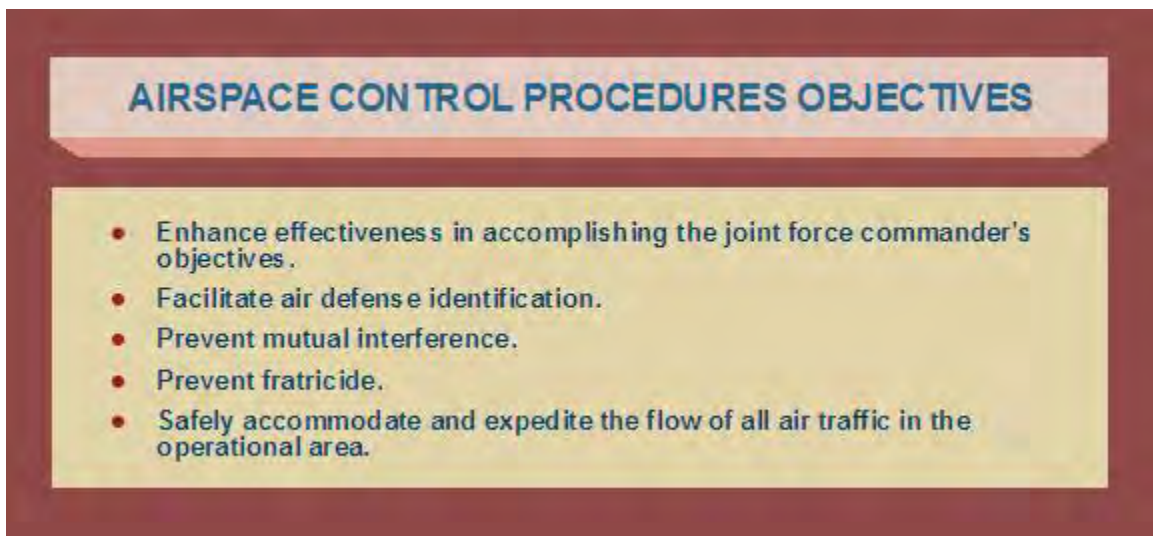 AIRSPACE CONTROL PROCEDURES OBJECTIVES
• Enhance effectiveness in accomplishing the joint force commander's
objectives.
• Facilitate air defense identification.
• Prevent mutual interference.
• Prevent fratricide.
• Safely accommodate and expedite the flow of all air traffic in the
operational area.